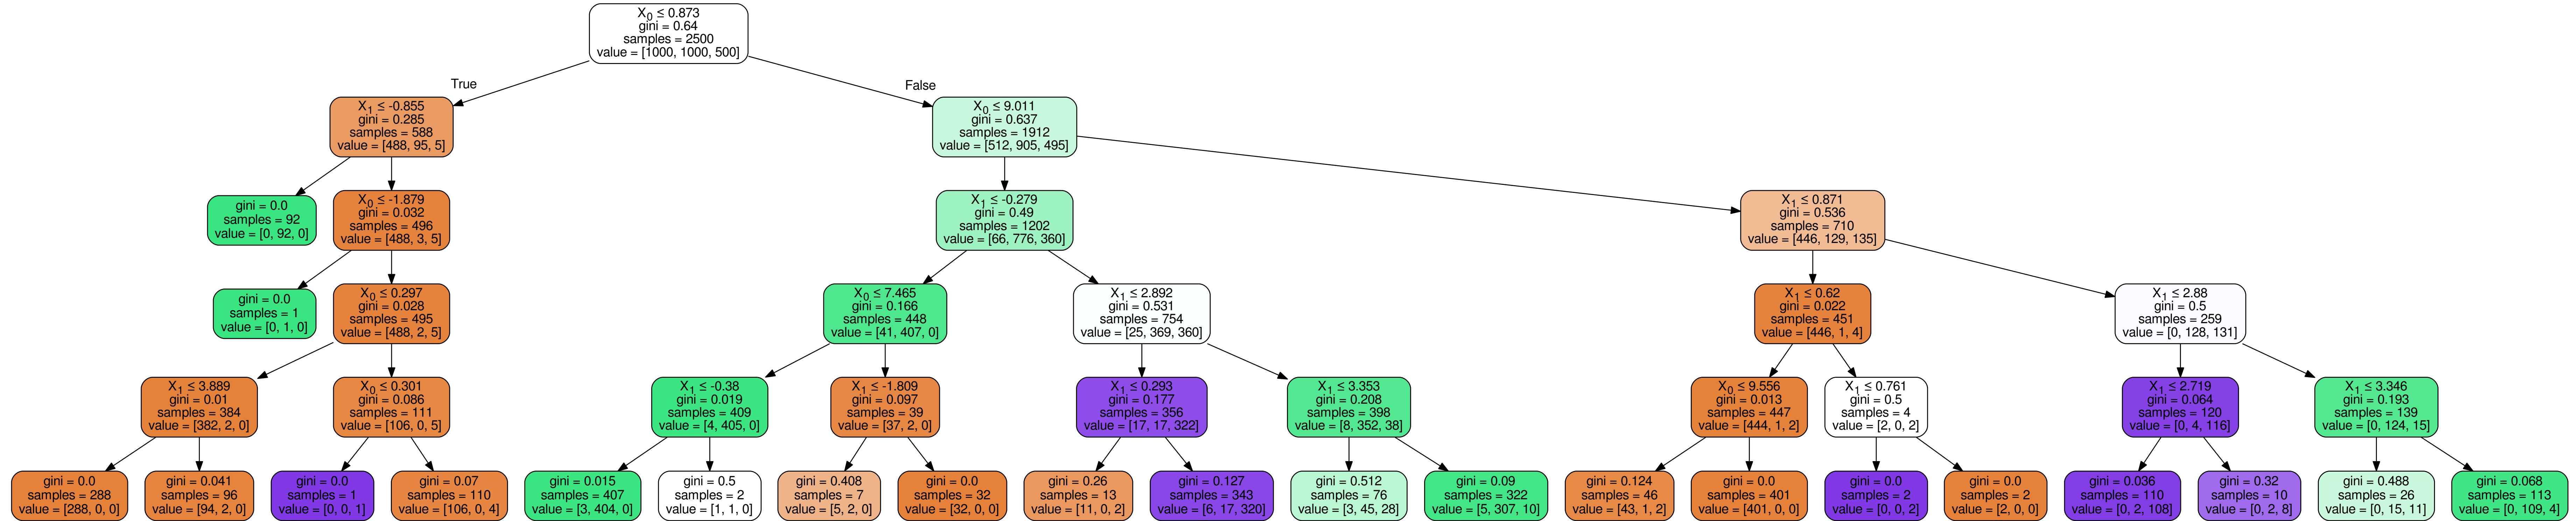 X0 ≤ 0.873
gini = 0.64
samples = 2500
value = [1000, 1000, 500]
True
False
X1 ≤ -0.855
gini = 0.285
samples = 588
value = [488, 95, 5]
X0 ≤ 9.011
gini = 0.637
samples = 1912
value = [512, 905, 495]
gini = 0.0
samples = 92
value = [0, 92, 0]
X0 ≤ -1.879
gini = 0.032
samples = 496
value = [488, 3, 5]
X1 ≤ -0.279
gini = 0.49
samples = 1202
value = [66, 776, 360]
X1 ≤ 0.871
gini = 0.536
samples = 710
value = [446, 129, 135]
gini = 0.0
samples = 1
value = [0, 1, 0]
X0 ≤ 0.297
gini = 0.028
samples = 495
value = [488, 2, 5]
X0 ≤ 7.465
gini = 0.166
samples = 448
value = [41, 407, 0]
X1 ≤ 2.892
gini = 0.531
samples = 754
value = [25, 369, 360]
X1 ≤ 0.62
gini = 0.022
samples = 451
value = [446, 1, 4]
X1 ≤ 2.88
gini = 0.5
samples = 259
value = [0, 128, 131]
X1 ≤ 3.889
gini = 0.01
samples = 384
value = [382, 2, 0]
X0 ≤ 0.301
gini = 0.086
samples = 111
value = [106, 0, 5]
X1 ≤ -0.38
gini = 0.019
samples = 409
value = [4, 405, 0]
X1 ≤ -1.809
gini = 0.097
samples = 39
value = [37, 2, 0]
X1 ≤ 0.293
gini = 0.177
samples = 356
value = [17, 17, 322]
X1 ≤ 3.353
gini = 0.208
samples = 398
value = [8, 352, 38]
X0 ≤ 9.556
gini = 0.013
samples = 447
value = [444, 1, 2]
X1 ≤ 0.761
gini = 0.5
samples = 4
value = [2, 0, 2]
X1 ≤ 2.719
gini = 0.064
samples = 120
value = [0, 4, 116]
X1 ≤ 3.346
gini = 0.193
samples = 139
value = [0, 124, 15]
gini = 0.0
samples = 288
value = [288, 0, 0]
gini = 0.041
samples = 96
value = [94, 2, 0]
gini = 0.0
samples = 1
value = [0, 0, 1]
gini = 0.07
samples = 110
value = [106, 0, 4]
gini = 0.015
samples = 407
value = [3, 404, 0]
gini = 0.5
samples = 2
value = [1, 1, 0]
gini = 0.408
samples = 7
value = [5, 2, 0]
gini = 0.0
samples = 32
value = [32, 0, 0]
gini = 0.26
samples = 13
value = [11, 0, 2]
gini = 0.127
samples = 343
value = [6, 17, 320]
gini = 0.512
samples = 76
value = [3, 45, 28]
gini = 0.09
samples = 322
value = [5, 307, 10]
gini = 0.124
samples = 46
value = [43, 1, 2]
gini = 0.0
samples = 401
value = [401, 0, 0]
gini = 0.0
samples = 2
value = [0, 0, 2]
gini = 0.0
samples = 2
value = [2, 0, 0]
gini = 0.036
samples = 110
value = [0, 2, 108]
gini = 0.32
samples = 10
value = [0, 2, 8]
gini = 0.488
samples = 26
value = [0, 15, 11]
gini = 0.068
samples = 113
value = [0, 109, 4]